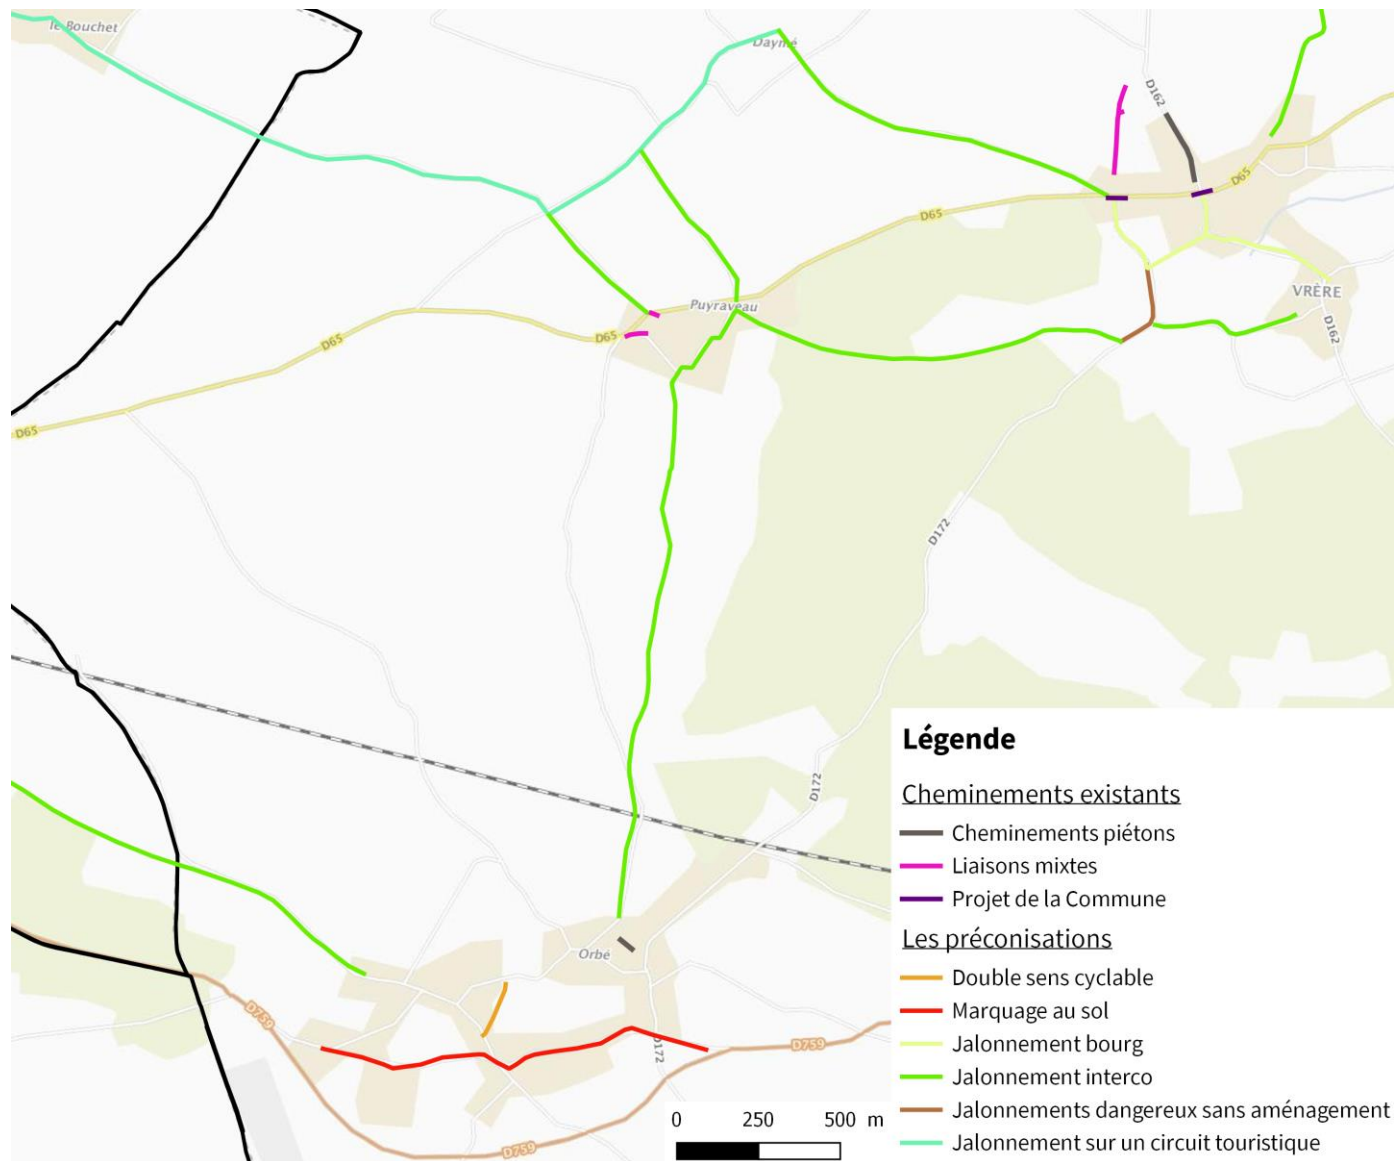 le Bouchet
Daymé
D162
D65
D65
VRÈRE
Puyraveau
D162
D65
D65
D65
D172
D172
Orbé
D759
D172
D759
D759
Légende
Cheminements existants
Cheminements piétons
Liaisons mixtes
Projet de la Commune
Les préconisations
Double sens cyclable
Marquage au sol
Jalonnement bourg
Jalonnement interco
Jalonnements dangereux sans aménagement
Jalonnement sur un circuit touristique
0 250 500 m